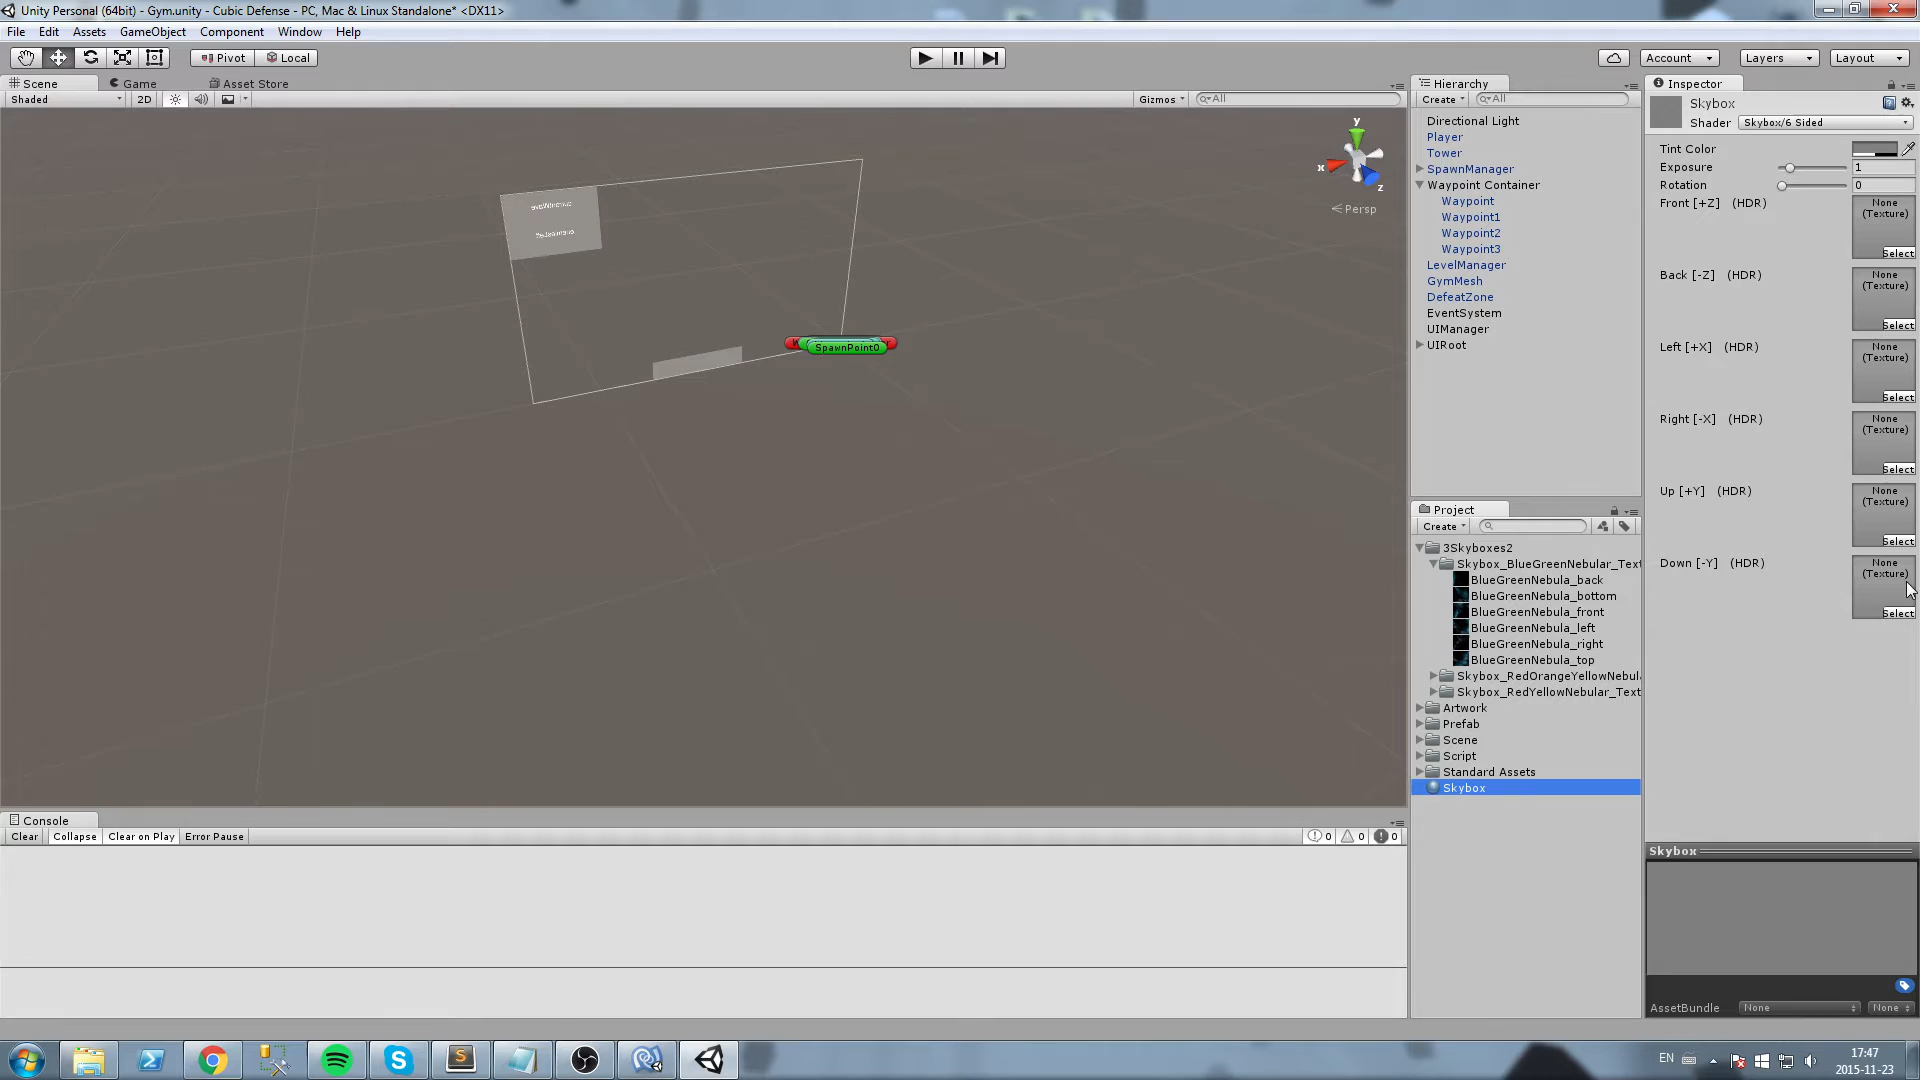 Unity Personal (64bit) - Gym.unity - Cubic Defense - PC, Mac & Linux Standalone* <DX11>
File Edit Assets GameObject Component Window Help
Pivot Local
Account Layers Layout
Scene Game Asset Store
Shaded 2D Gizmos All
y
x
z
Persp
SpawnPoint0
Hierarchy
Create All
Directional Light
Player
Tower
SpawnManager
Waypoint Container
Waypoint
Waypoint1
Waypoint2
Waypoint3
LevelManager
GymMesh
DefeatZone
EventSystem
UIManager
UIRoot
Project
Create
3Skyboxes2
Skybox_BlueGreenNebular_Text
BlueGreenNebula_back
BlueGreenNebula_bottom
BlueGreenNebula_front
BlueGreenNebula_left
BlueGreenNebula_right
BlueGreenNebula_top
Skybox_RedOrangeYellowNebula
Skybox_RedYellowNebular_Text
Artwork
Prefab
Scene
Script
Standard Assets
Skybox
Inspector
Skybox
Shader Skybox/6 Sided
Tint Color
Exposure 1
Rotation 0
Front [+Z] (HDR) None
(Texture)
Select
Back [-Z] (HDR) None
(Texture)
Select
Left [+X] (HDR) None
(Texture)
Select
Right [-X] (HDR) None
(Texture)
Select
Up [+Y] (HDR) None
(Texture)
Select
Down [-Y] (HDR) None
(Texture)
Select
Skybox
AssetBundle None None
Console
Clear Collapse Clear on Play Error Pause 0 0 0
EN 17:47
2015-11-23